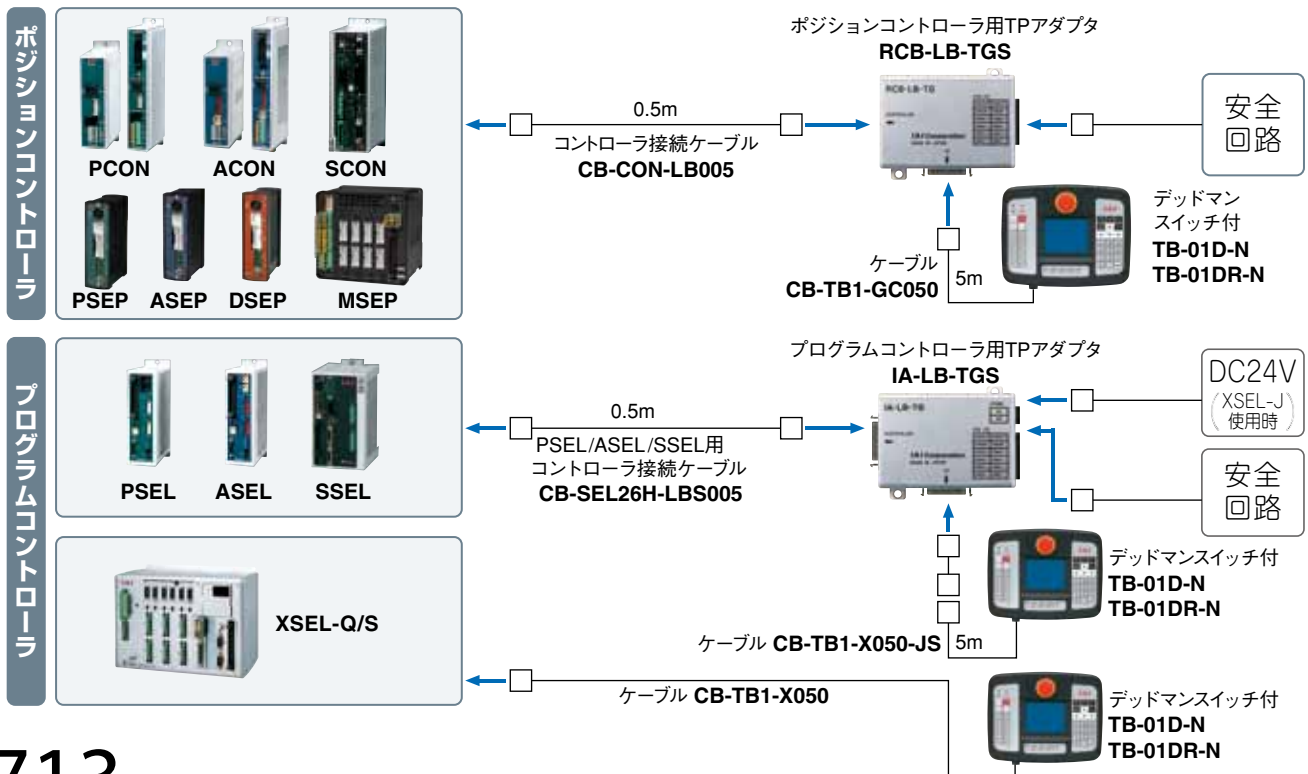 ポジションコントローラ
PCON
ACON
SCON
PSEP
ASEP
DSEP
MSEP
0.5m
コントローラ接続ケーブル
CB-CON-LB005
ポジションコントローラ用TPアダプタ
RCB-LB-TGS
RCB-LB-TG
安全
回路
ケーブル
CB-TB1-GC050
5m
デッドマン
スイッチ付
TB-01D-N
TB-01DR-N
プログラムコントローラ
PSEL
ASEL
SSEL
0.5m
PSEL/ASEL/SSEL用
コントローラ接続ケーブル
CB-SEL26H-LBS005
プログラムコントローラ用TPアダプタ
IA-LB-TGS
IA-LB-TG
DC24V
(XSEL-J
使用時)
安全
回路
デッドマンスイッチ付
TB-01D-N
TB-01DR-N
ケーブル CB-TB1-X050-JS
5m
XSEL-Q/S
ケーブル CB-TB1-X050
デッドマンスイッチ付
TB-01D-N
TB-01DR-N
712